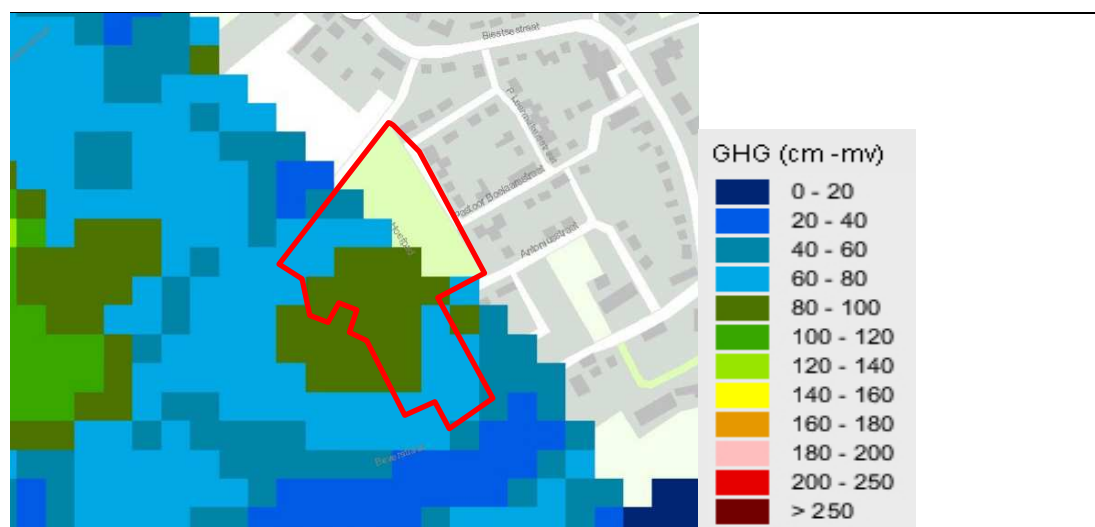 Biestsestraat
Pastoor Boelaarsstraat
Antoniusstraat
GHG (cm -mv)
0 - 20
20 - 40
40 - 60
60 - 80
80 - 100
100 - 120
120 - 140
140 - 160
160 - 180
180 - 200
200 - 250
> 250